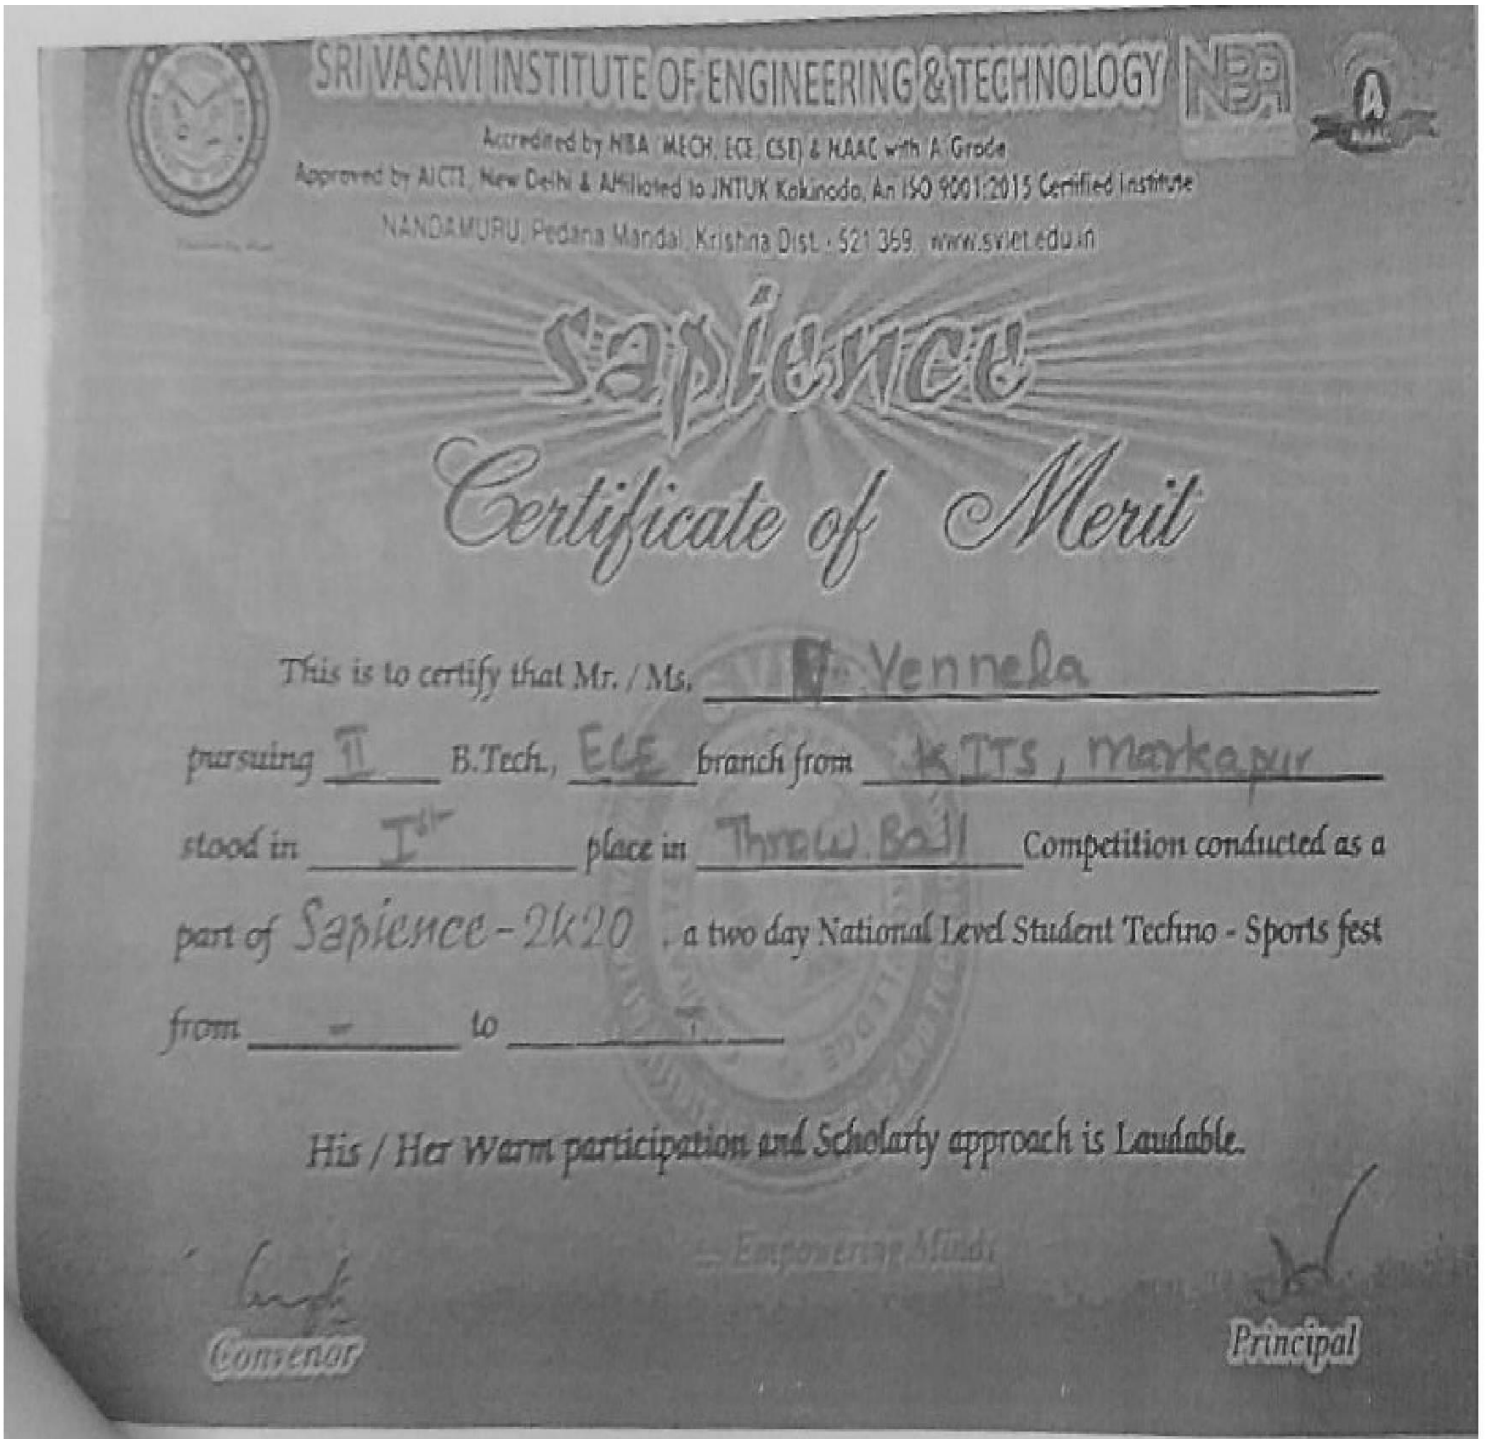 SRI VASAVI INSTITUTE OF ENGINEERING & TECHNOLOGY
NBA
A
Accredited by NBA (MECH, ECE, CSE) & NAAC with 'A' Grade
Approved by AICTE, New Delhi & Affiliated to JNTUK Kakinada, An ISO 9001:2015 Certified Institute
NANDAMURU, Pedana Mandal, Krishna Dist. - 521 369, www.sviet.edu.in
sapience
Certificate of Merit
This is to certify that Mr. / Ms. Vennela
pursuing II B.Tech., ECE branch from KITS, Markapur
stood in Ist place in Throw Ball Competition conducted as a
part of Sapience-2k20, a two day National Level Student Techno - Sports fest
from - to -
His / Her Warm participation and Scholarly approach is Laudable.
... Empowering Minds
Convenor
Principal